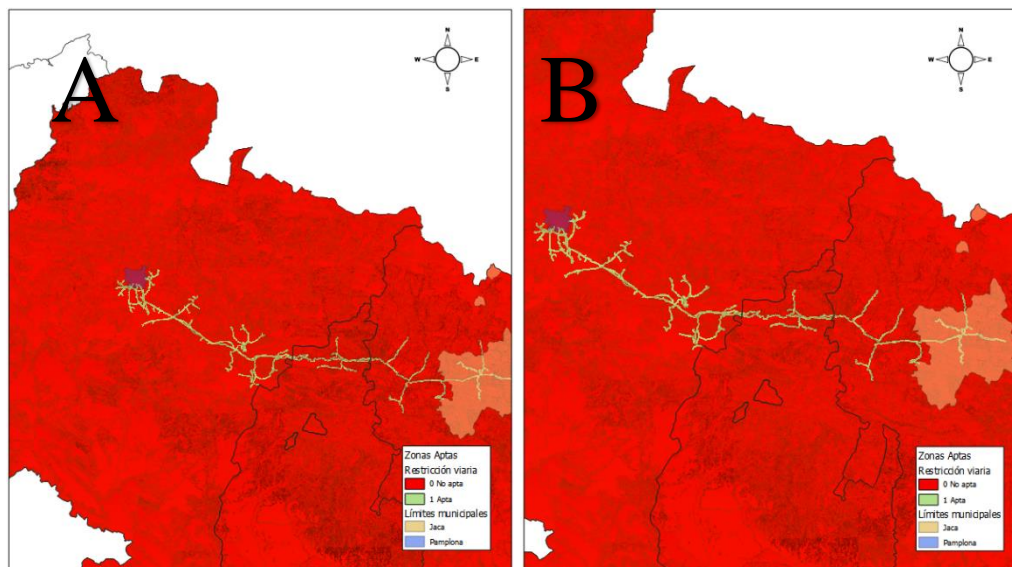 A
N
W E
S
Zonas Aptas
Restricción viaria
0 No apta
1 Apta
Límites municipales
Jaca
Pamplona
B
N
W E
S
Zonas Aptas
Restricción viaria
0 No apta
1 Apta
Límites municipales
Jaca
Pamplona